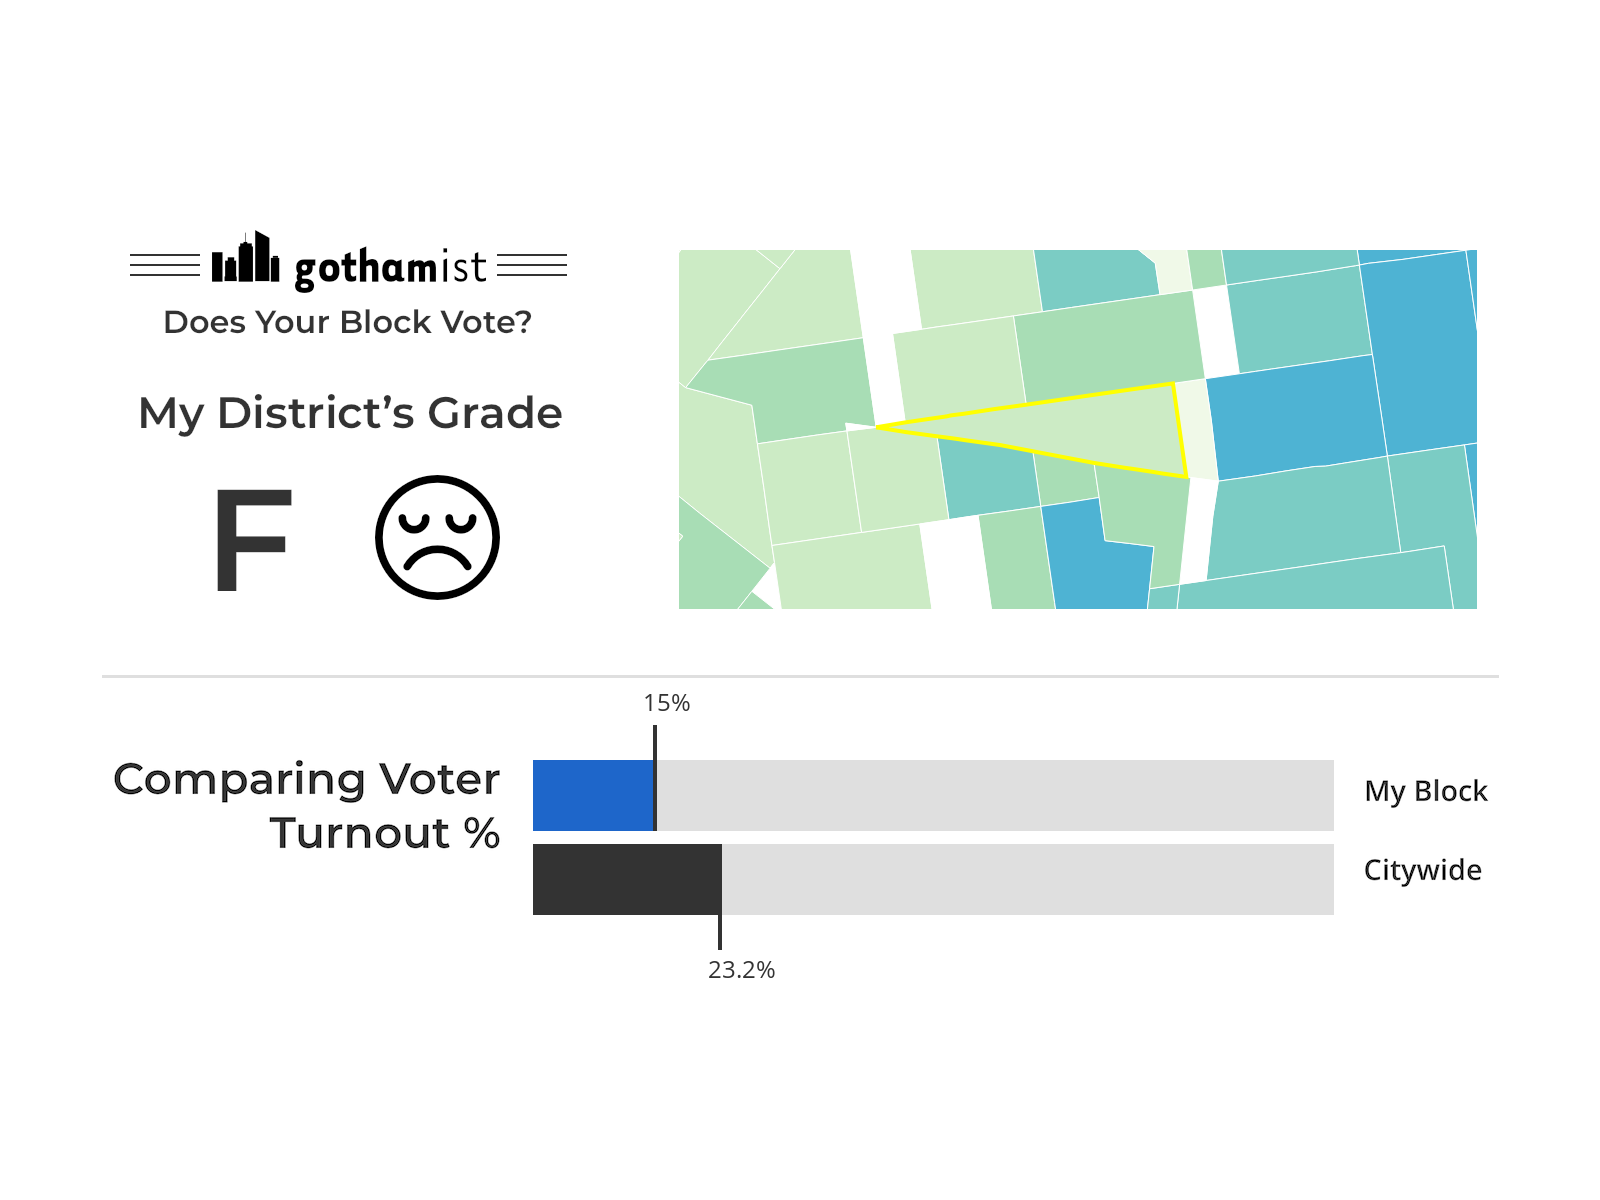 gothamist
Does Your Block Vote?
My District’s Grade
F
15%
Comparing Voter
Turnout %
My Block
Citywide
23.2%